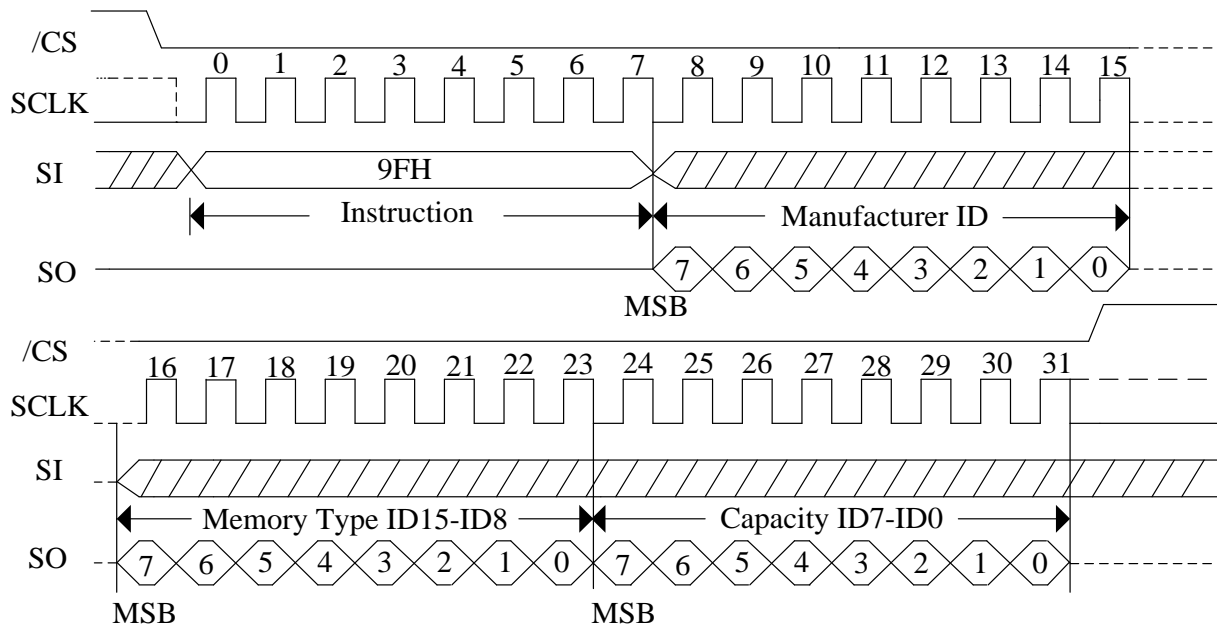 /CS
0 1 2 3 4 5 6 7 8 9 10 11 12 13 14 15
SCLK
SI 9FH
Instruction Manufacturer ID
SO 7 6 5 4 3 2 1 0
MSB
/CS
16 17 18 19 20 21 22 23 24 25 26 27 28 29 30 31
SCLK
SI
Memory Type ID15-ID8 Capacity ID7-ID0
SO 7 6 5 4 3 2 1 0 7 6 5 4 3 2 1 0
MSB MSB